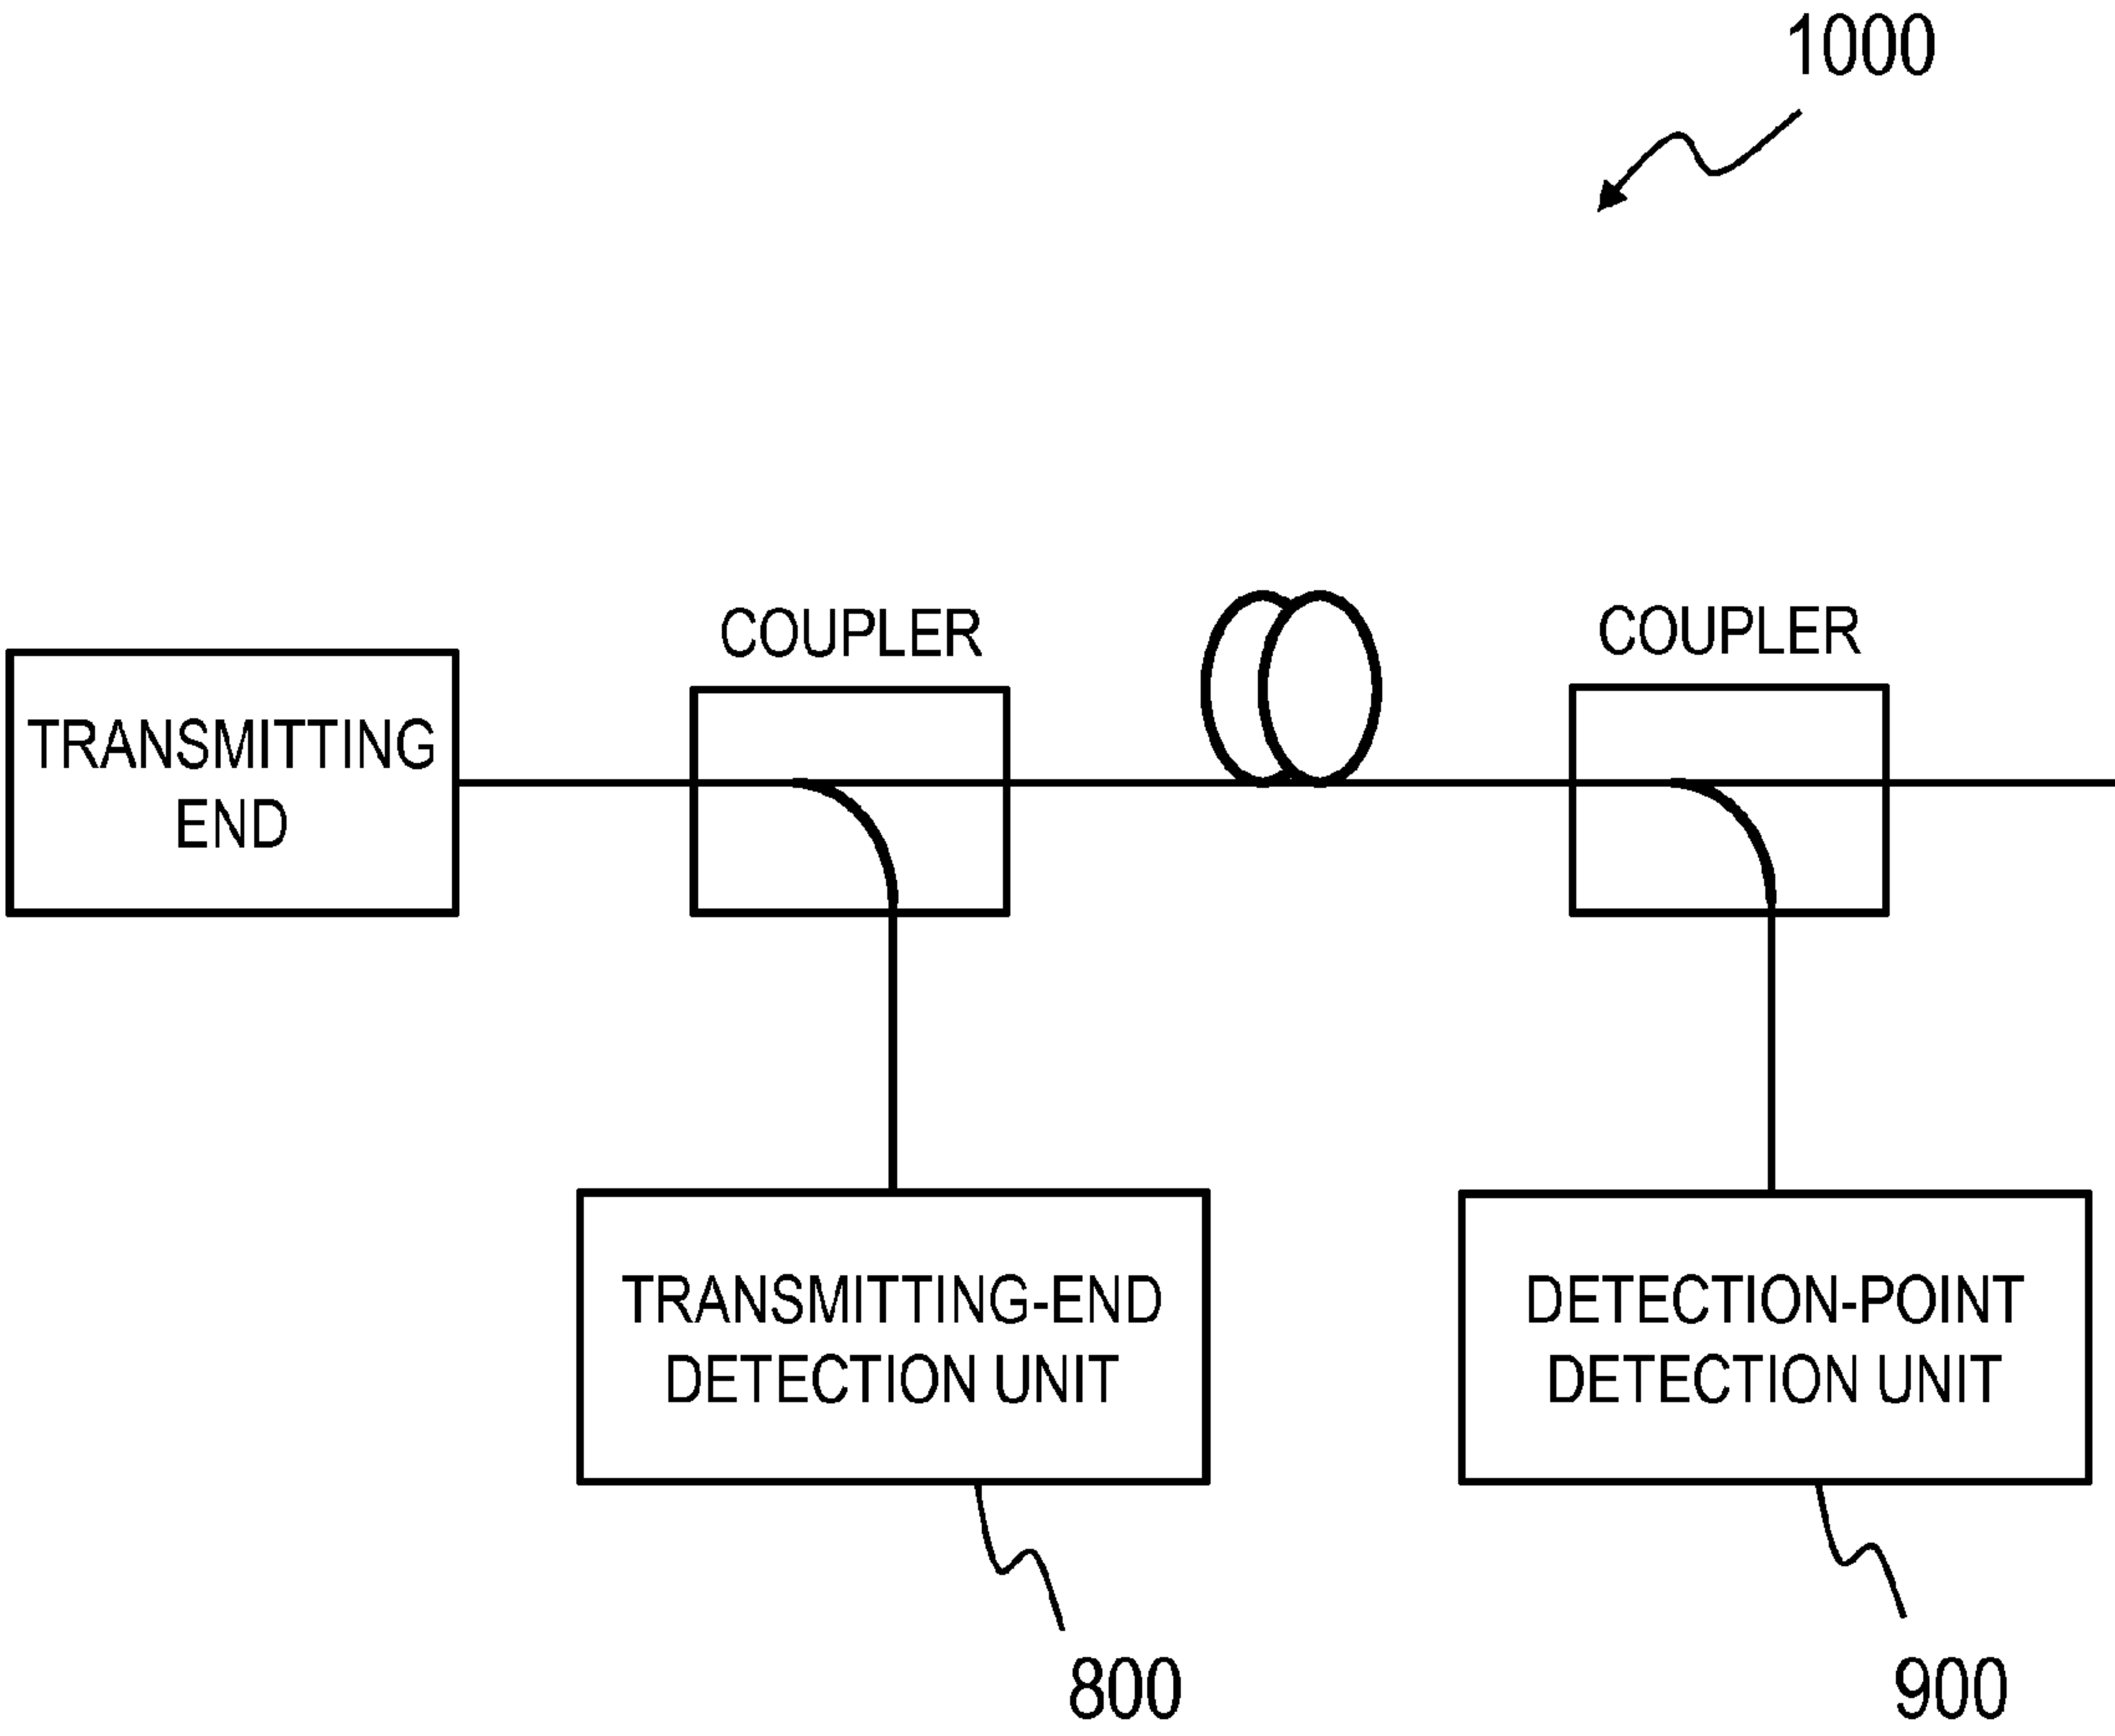 1000
COUPLER
COUPLER
TRANSMITTING
END
TRANSMITTING-END
DETECTION UNIT
DETECTION-POINT
DETECTION UNIT
800
900